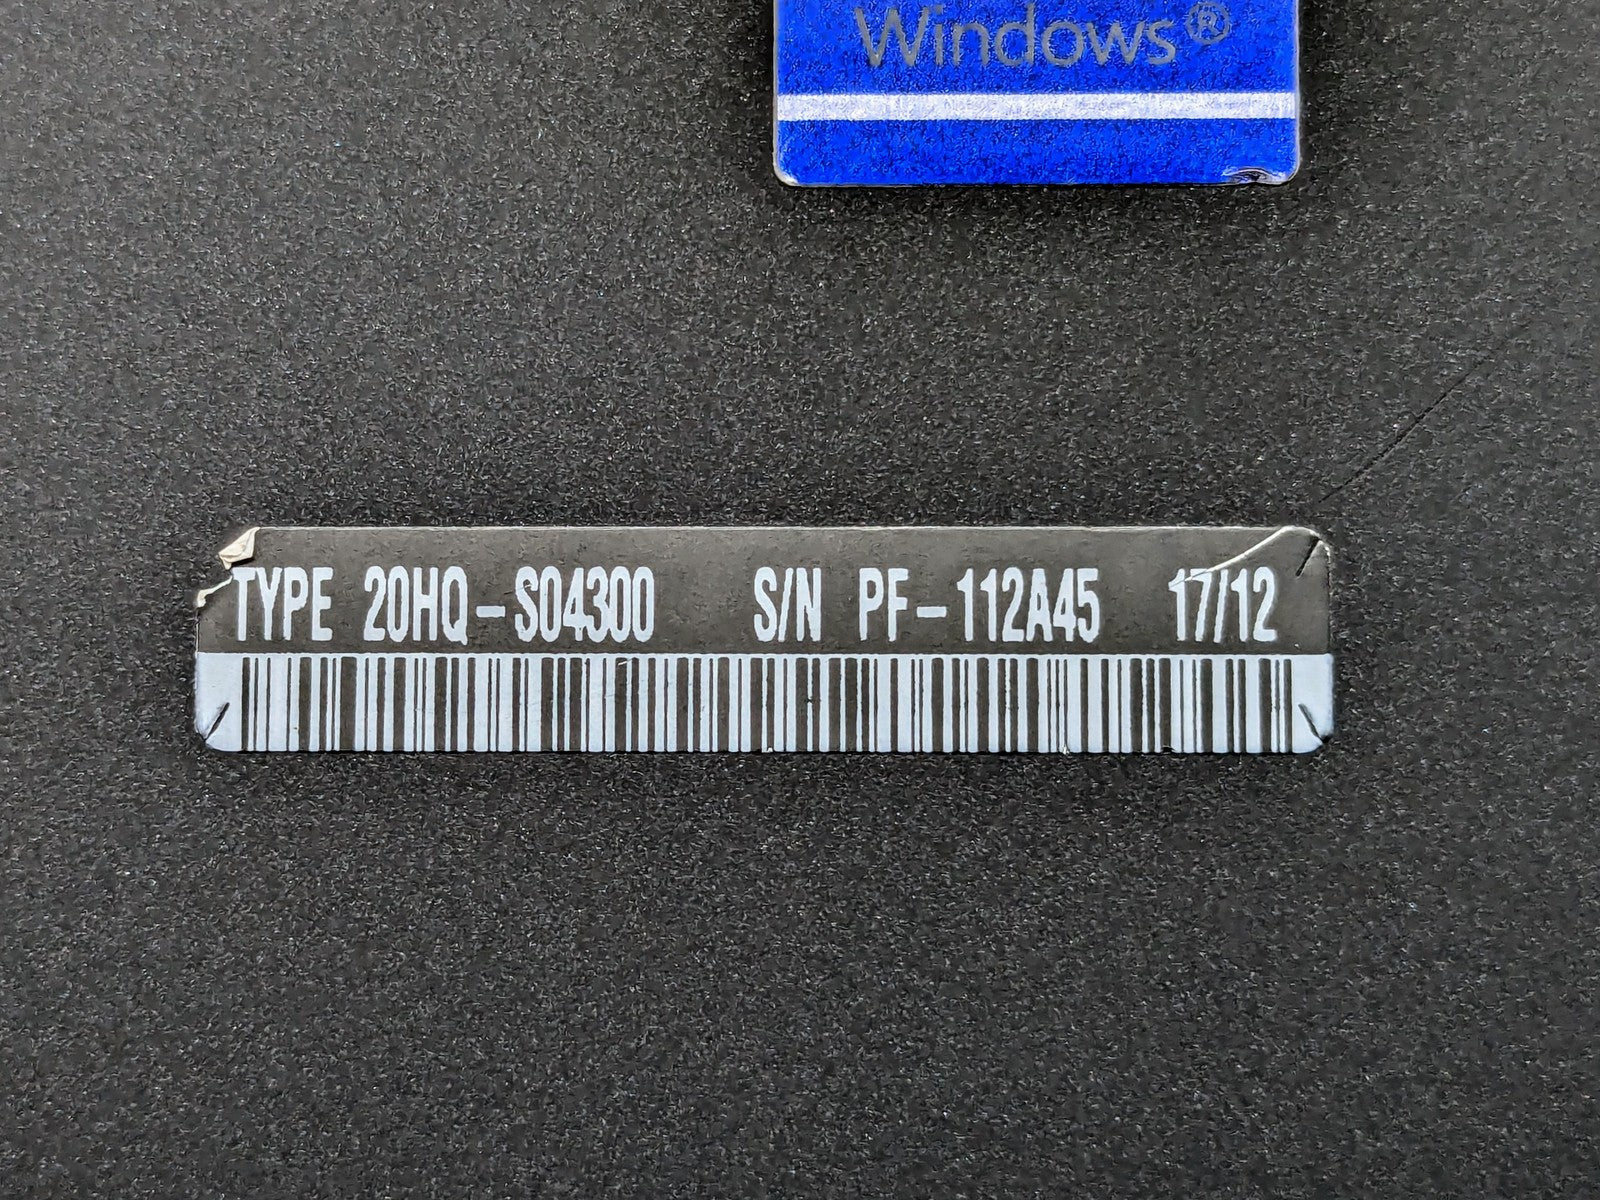 Windows®
TYPE 20HQ-S04300 S/N PF-112A45 17/12